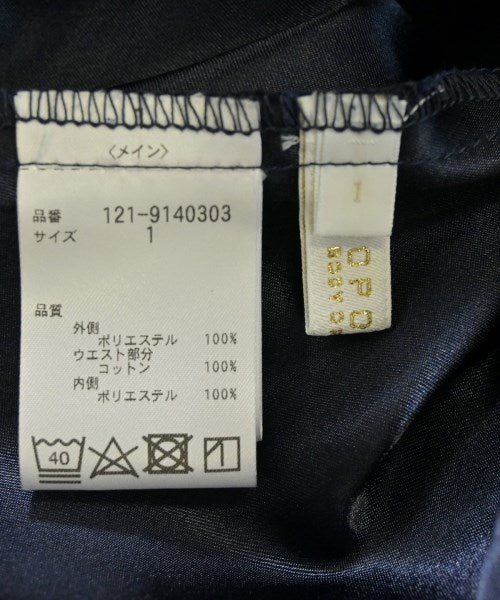 〈メイン〉
品番 121-9140303
サイズ 1
品質
外側
ポリエステル 100%
ウエスト部分
コットン 100%
内側
ポリエステル 100%
40
1
1
OPO